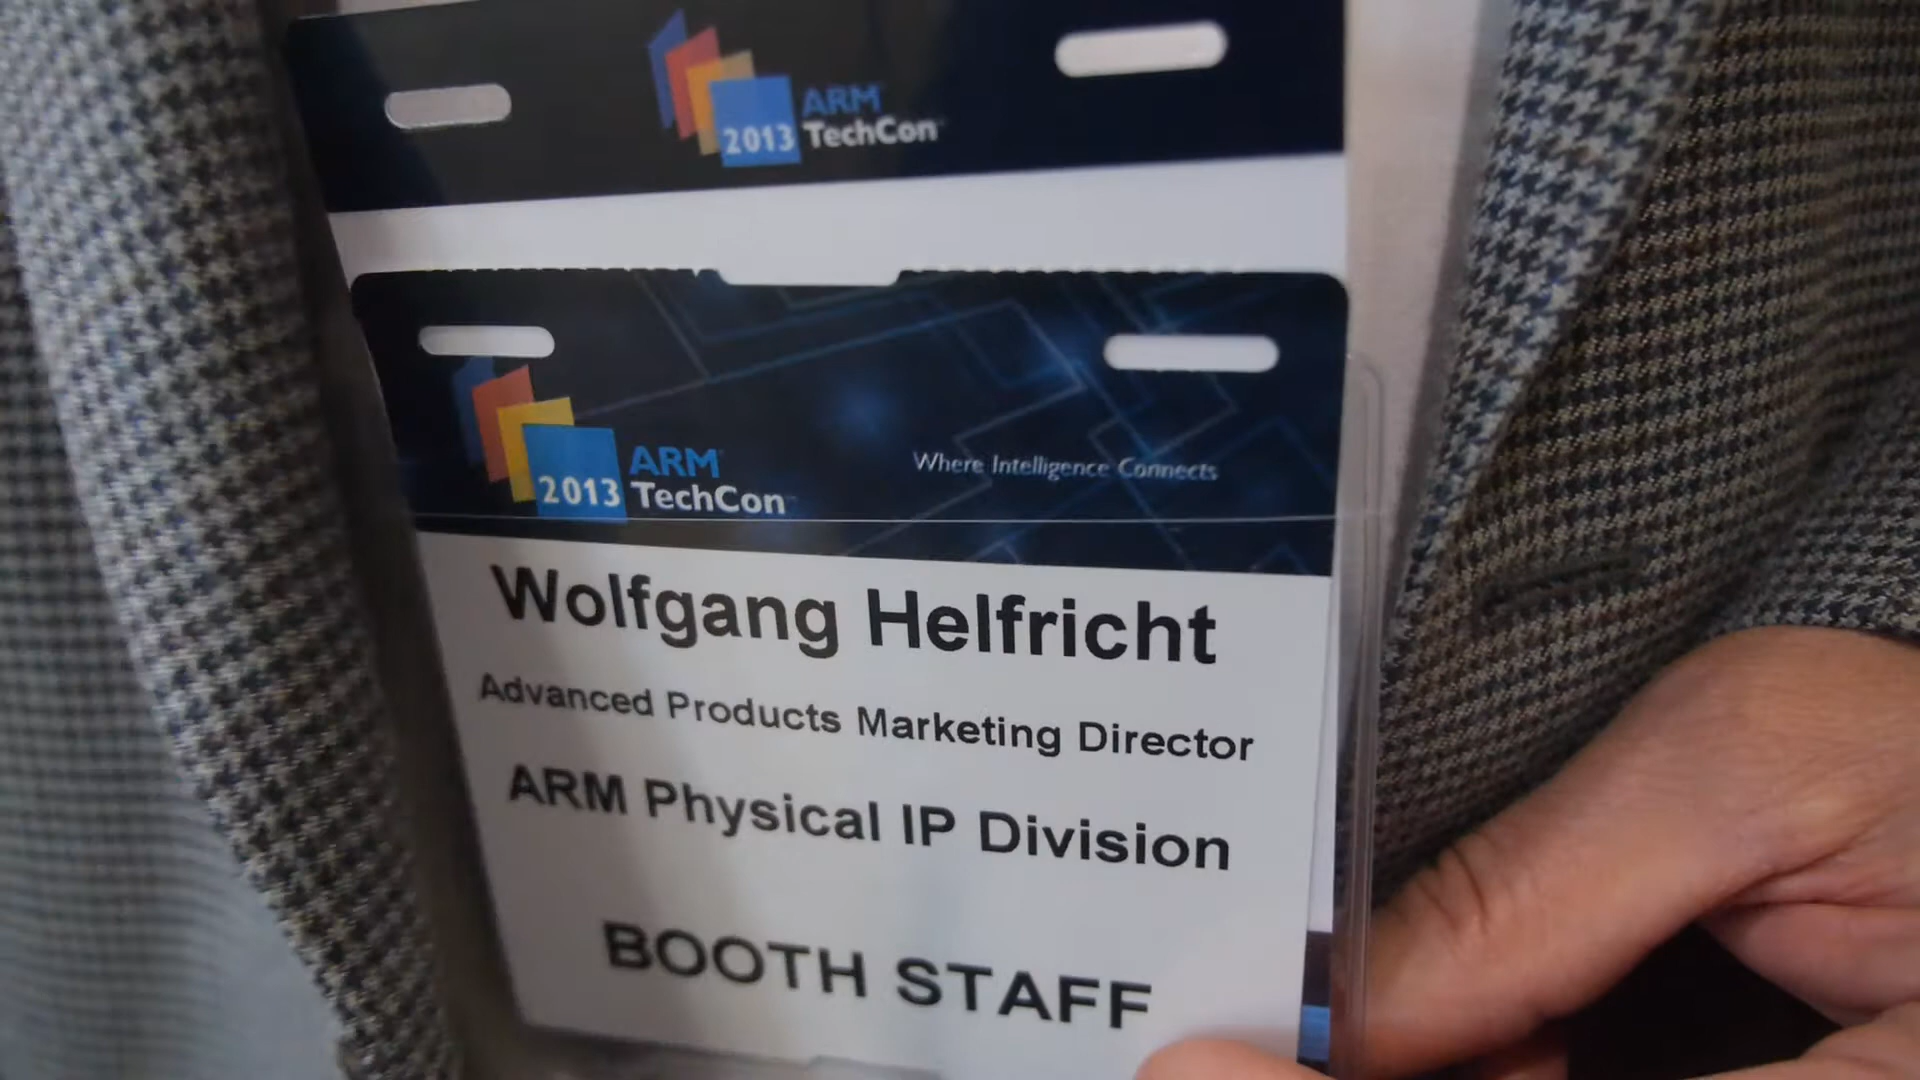 ARM
2013 TechCon
ARM
2013 TechCon
Where Intelligence Connects
Wolfgang Helfricht
Advanced Products Marketing Director
ARM Physical IP Division
BOOTH STAFF